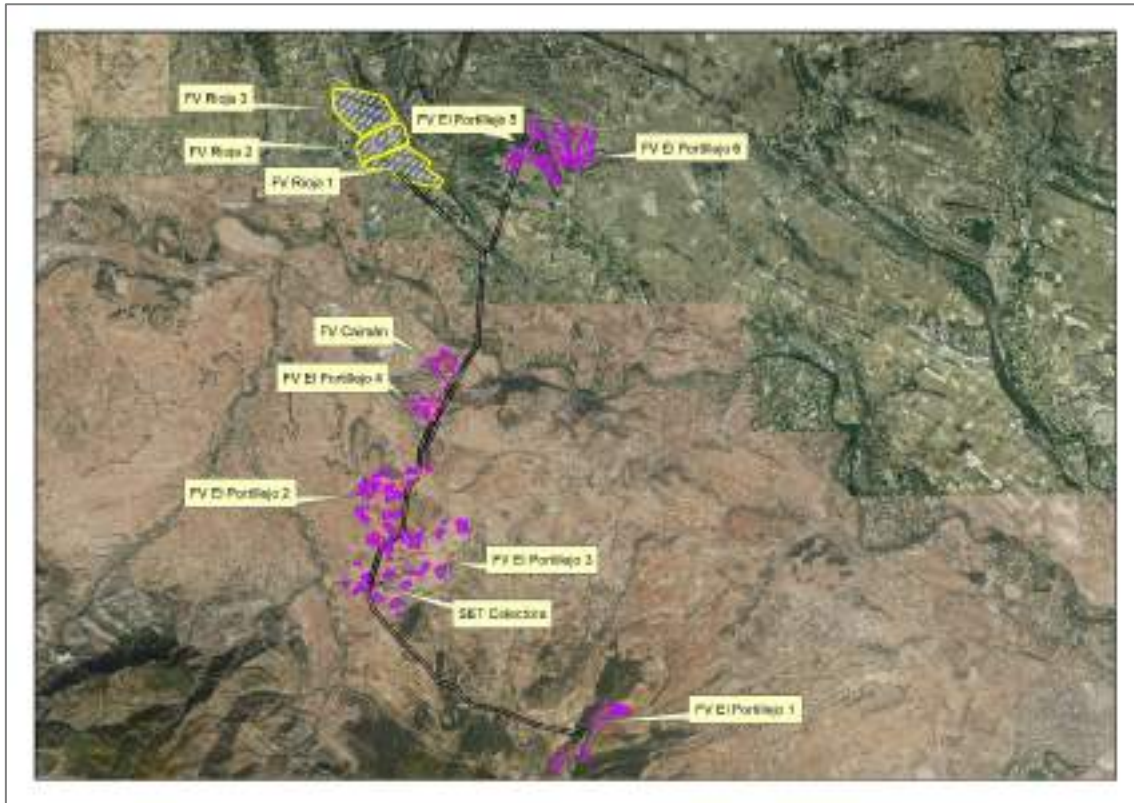 FV Rioja 3
FV El Portillejo 5
FV Rioja 2
FV El Portillejo 6
FV Rioja 1
FV Cairsán
FV El Portillejo 4
FV El Portillejo 2
FV El Portillejo 3
SET Colectora
FV El Portillejo 1